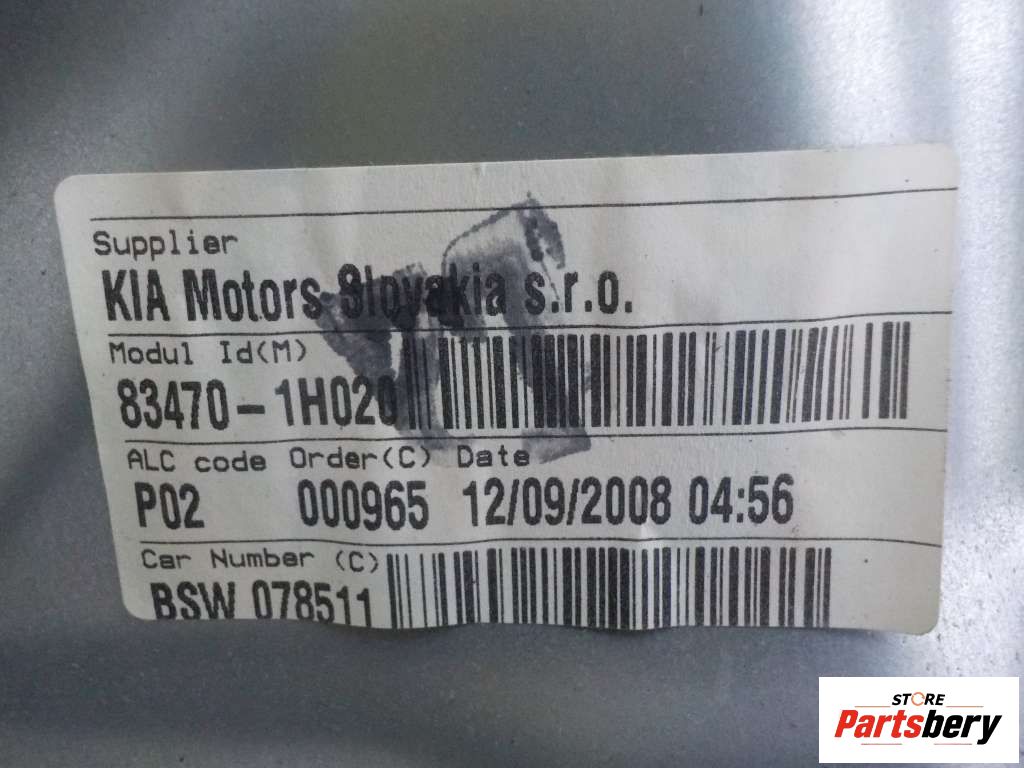 Supplier
KIA Motors Slovakia s.r.o.
Modul Id(M)
83470-1H020
ALC code Order(C) Date
P02 000965 12/09/2008 04:56
Car Number (C)
BSW 078511
STORE
Partsbery